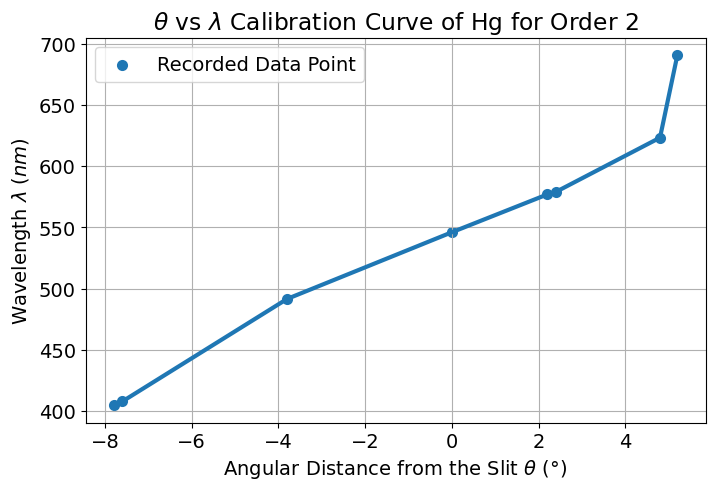 θ vs λ Calibration Curve of Hg for Order 2
Recorded Data Point
700
650
600
550
500
450
400
Wavelength λ (nm)
−8 −6 −4 −2 0 2 4
Angular Distance from the Slit θ (°)